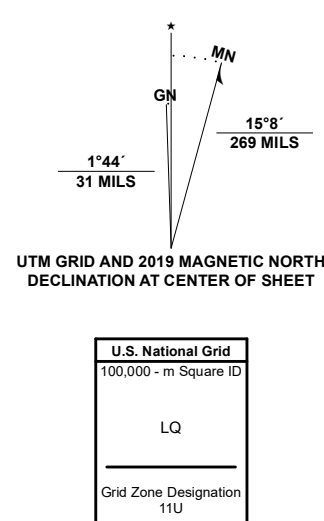 ★
MN
GN
15°8´
269 MILS
1°44´
31 MILS
UTM GRID AND 2019 MAGNETIC NORTH
DECLINATION AT CENTER OF SHEET
U.S. National Grid
100,000 - m Square ID
LQ
Grid Zone Designation
11U